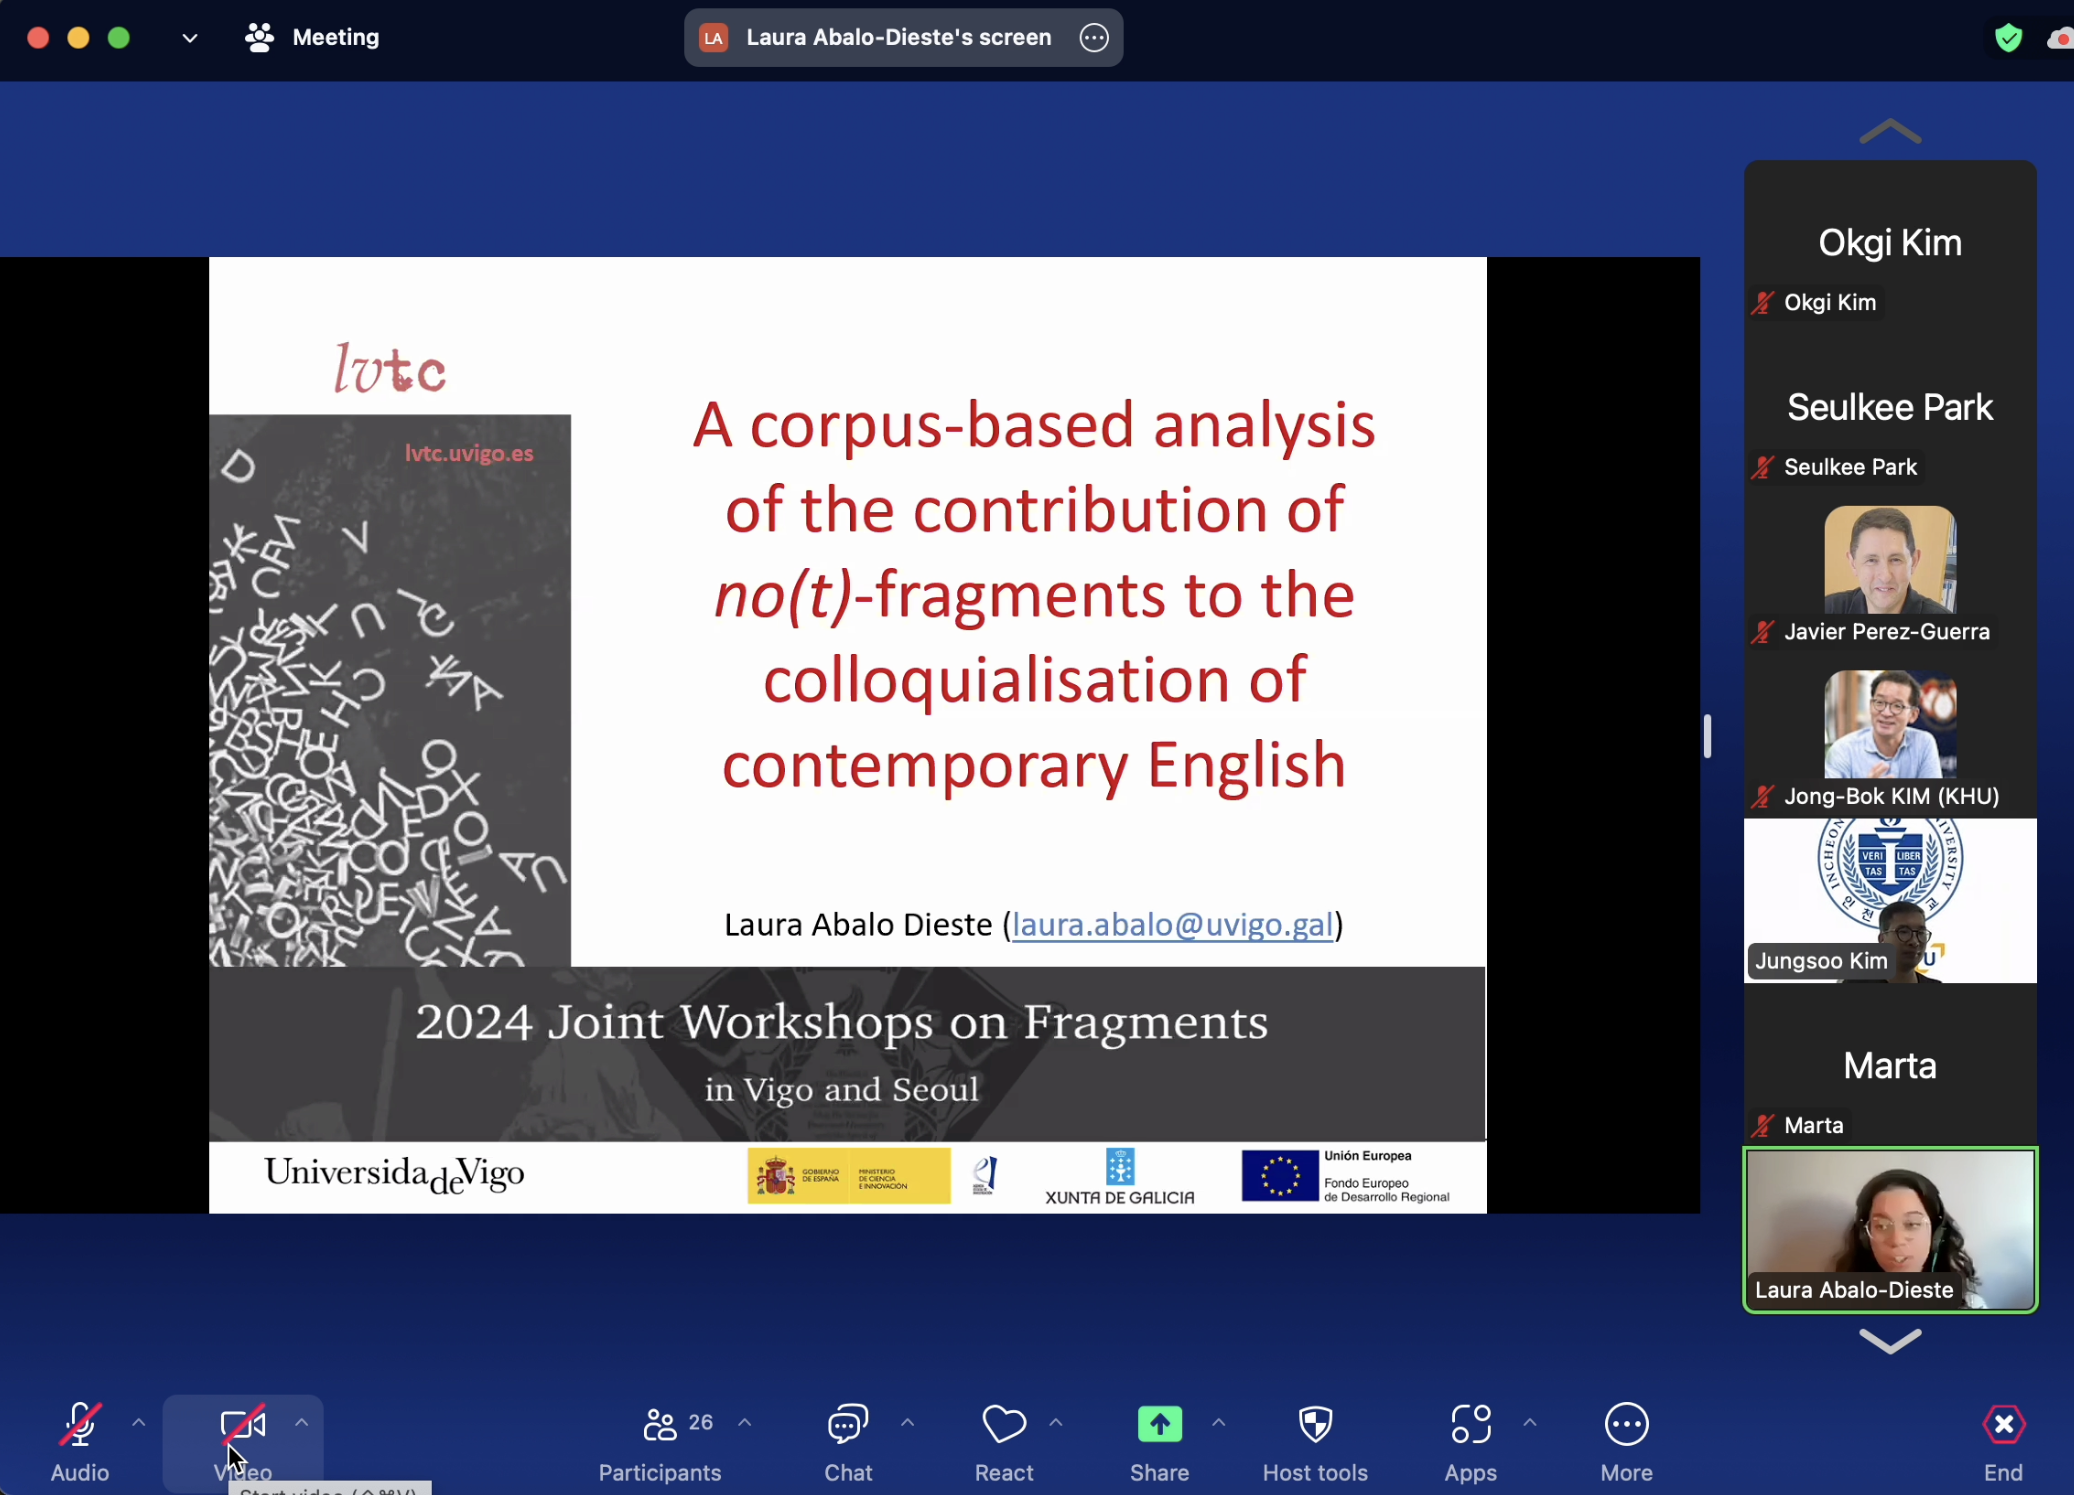 Meeting
LA Laura Abalo-Dieste's screen
Okgi Kim
Okgi Kim
Seulkee Park
Seulkee Park
Javier Perez-Guerra
Jong-Bok KIM (KHU)
VERI LIBER
TAS TAS
Jungsoo Kim
Marta
Marta
Laura Abalo-Dieste
lvtc
lvtc.uvigo.es
A corpus-based analysis
of the contribution of
no(t)-fragments to the
colloquialisation of
contemporary English
Laura Abalo Dieste (laura.abalo@uvigo.gal)
2024 Joint Workshops on Fragments
in Vigo and Seoul
UniversidadeVigo
GOBIERNO
DE ESPAÑA
MINISTERIO
DE CIENCIA
E INNOVACIÓN
XUNTA DE GALICIA
Unión Europea
Fondo Europeo
de Desarrollo Regional
Audio
Video
Participants 26
Chat
React
Share
Host tools
Apps
More
End